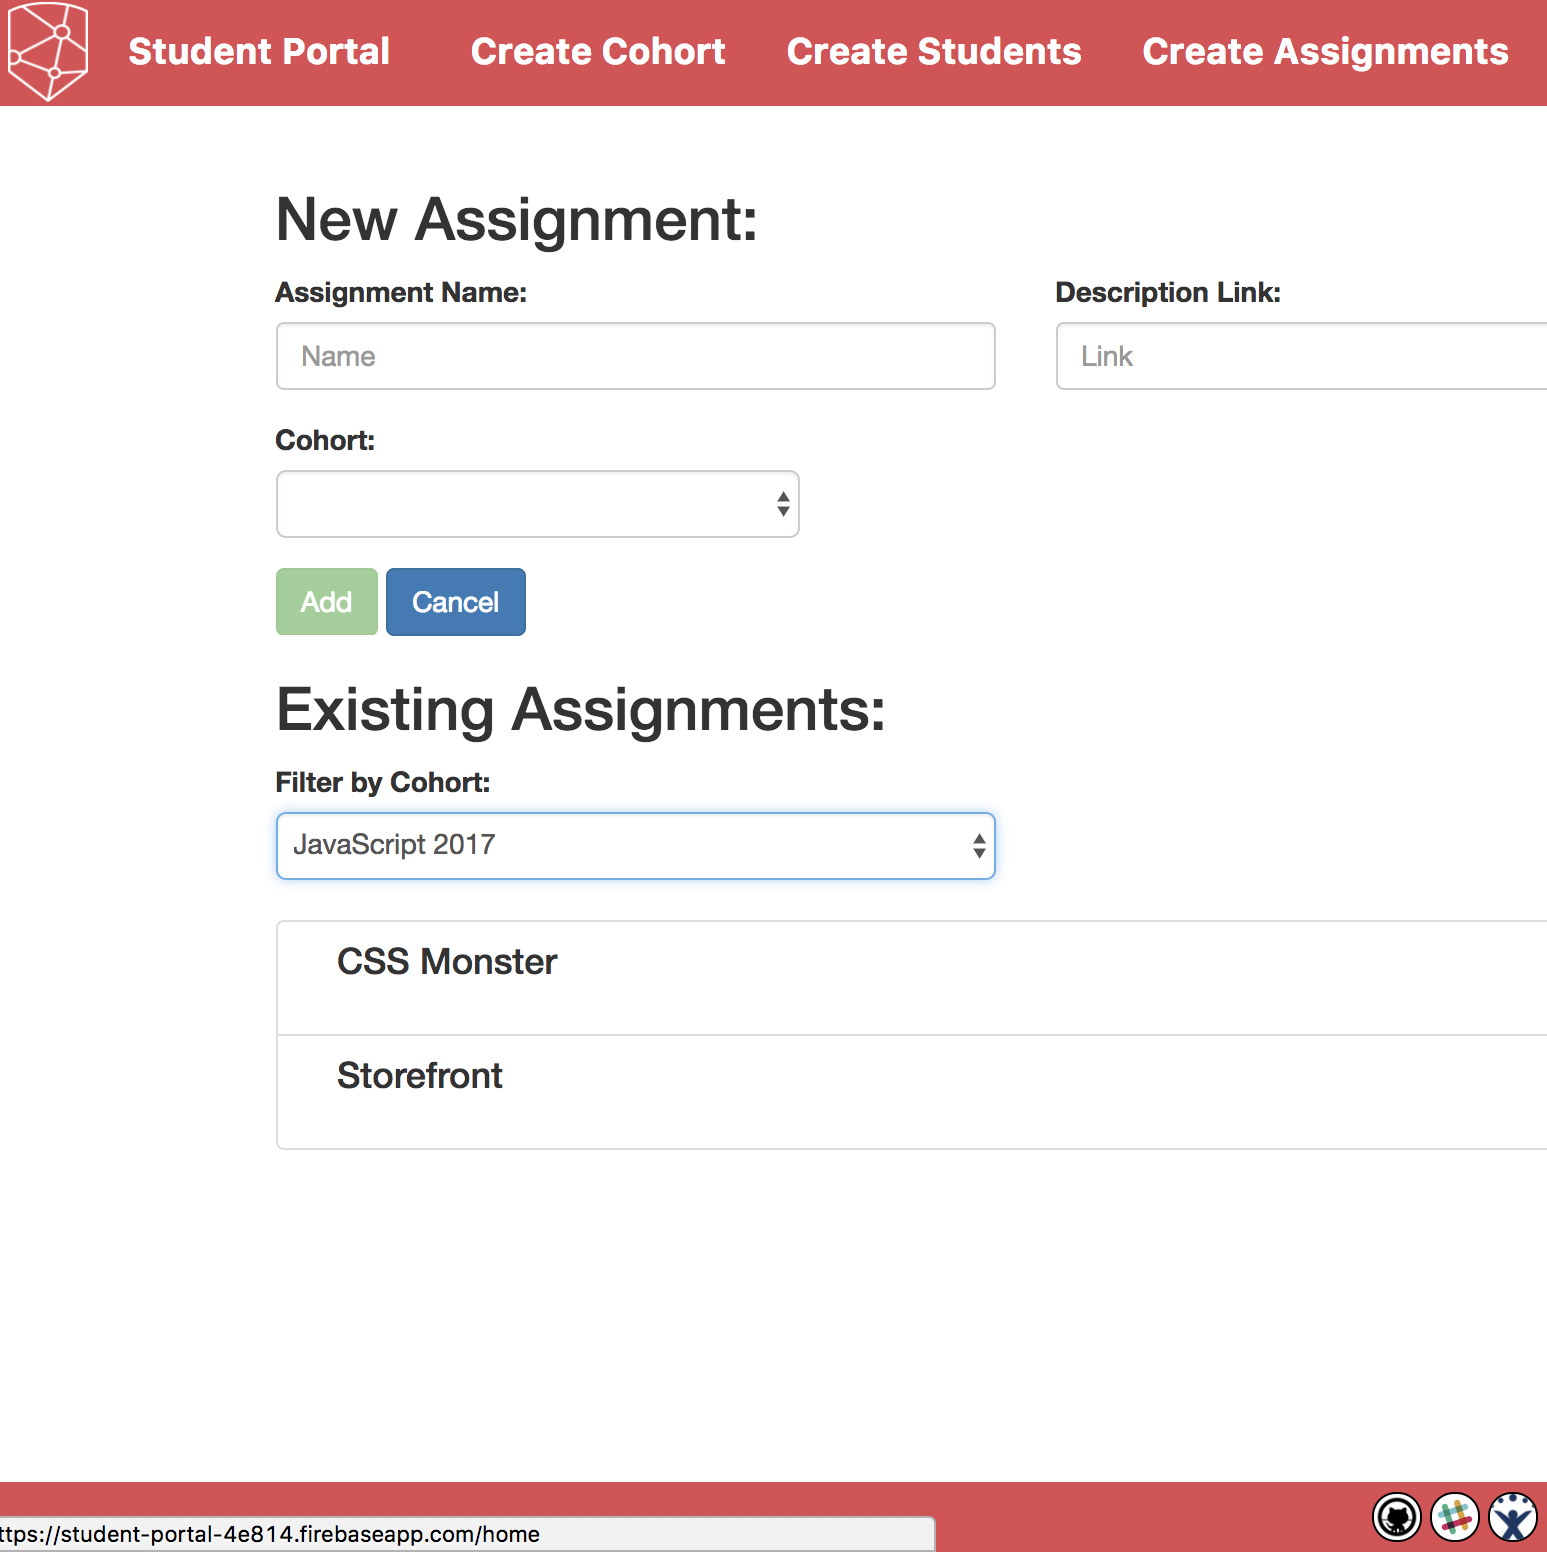 Student Portal Create Cohort Create Students Create Assignments
New Assignment:
Assignment Name: Description Link:
Name Link
Cohort:
Add Cancel
Existing Assignments:
Filter by Cohort:
JavaScript 2017
CSS Monster
Storefront
ttps://student-portal-4e814.firebaseapp.com/home